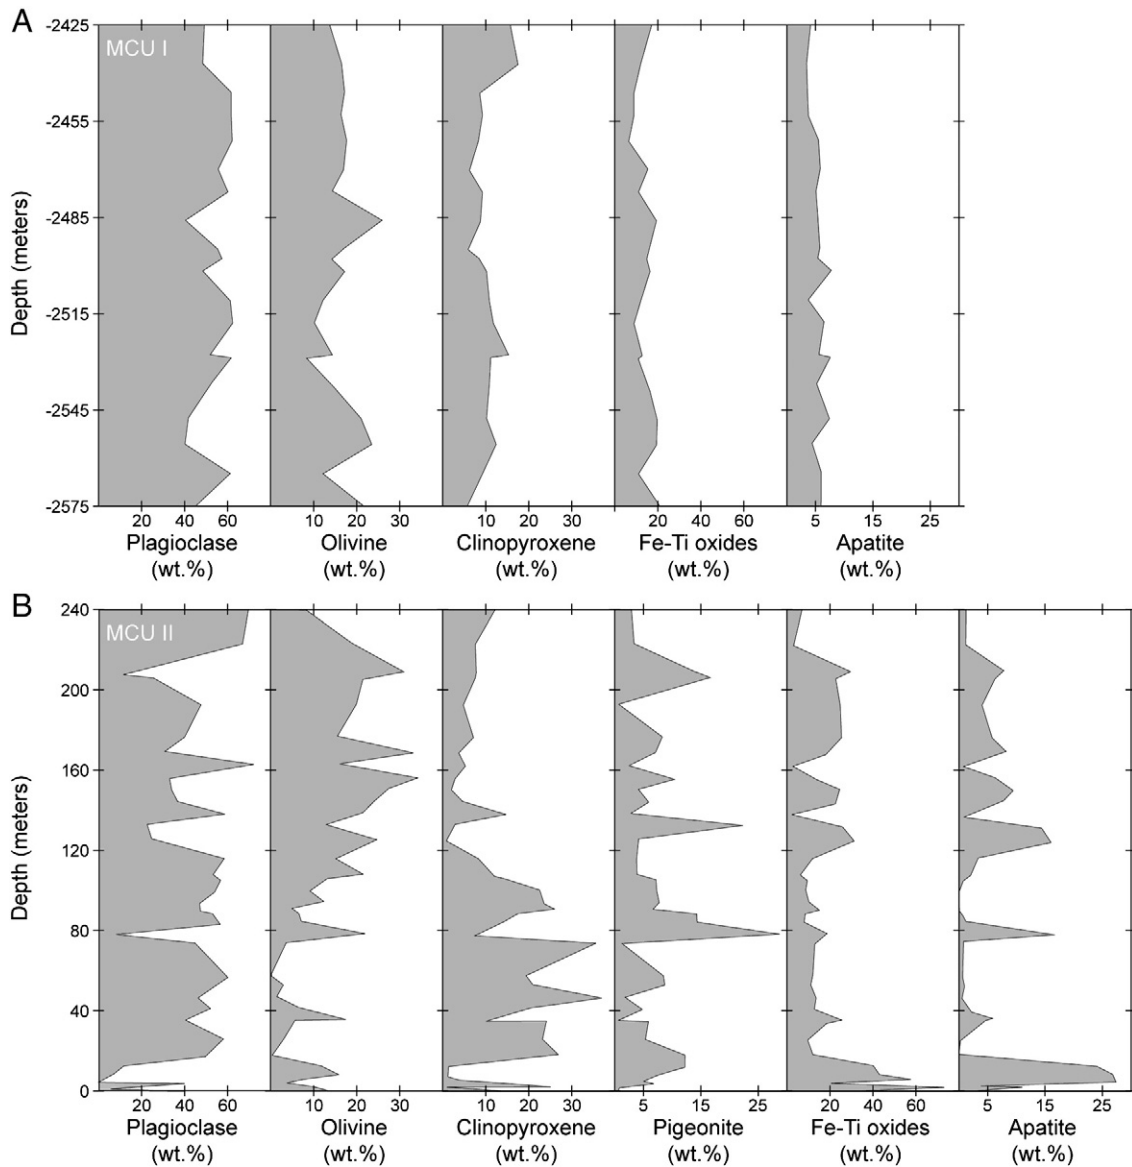 A
MCU I
Depth (meters)
-2425
-2455
-2485
-2515
-2545
-2575
20 40 60 10 20 30 10 20 30 20 40 60 5 15 25
Plagioclase Olivine Clinopyroxene Fe-Ti oxides Apatite
(wt.%) (wt.%) (wt.%) (wt.%) (wt.%)
B
MCU II
Depth (meters)
240
200
160
120
80
40
0
20 40 60 10 20 30 10 20 30 5 15 25 20 40 60 5 15 25
Plagioclase Olivine Clinopyroxene Pigeonite Fe-Ti oxides Apatite
(wt.%) (wt.%) (wt.%) (wt.%) (wt.%) (wt.%)